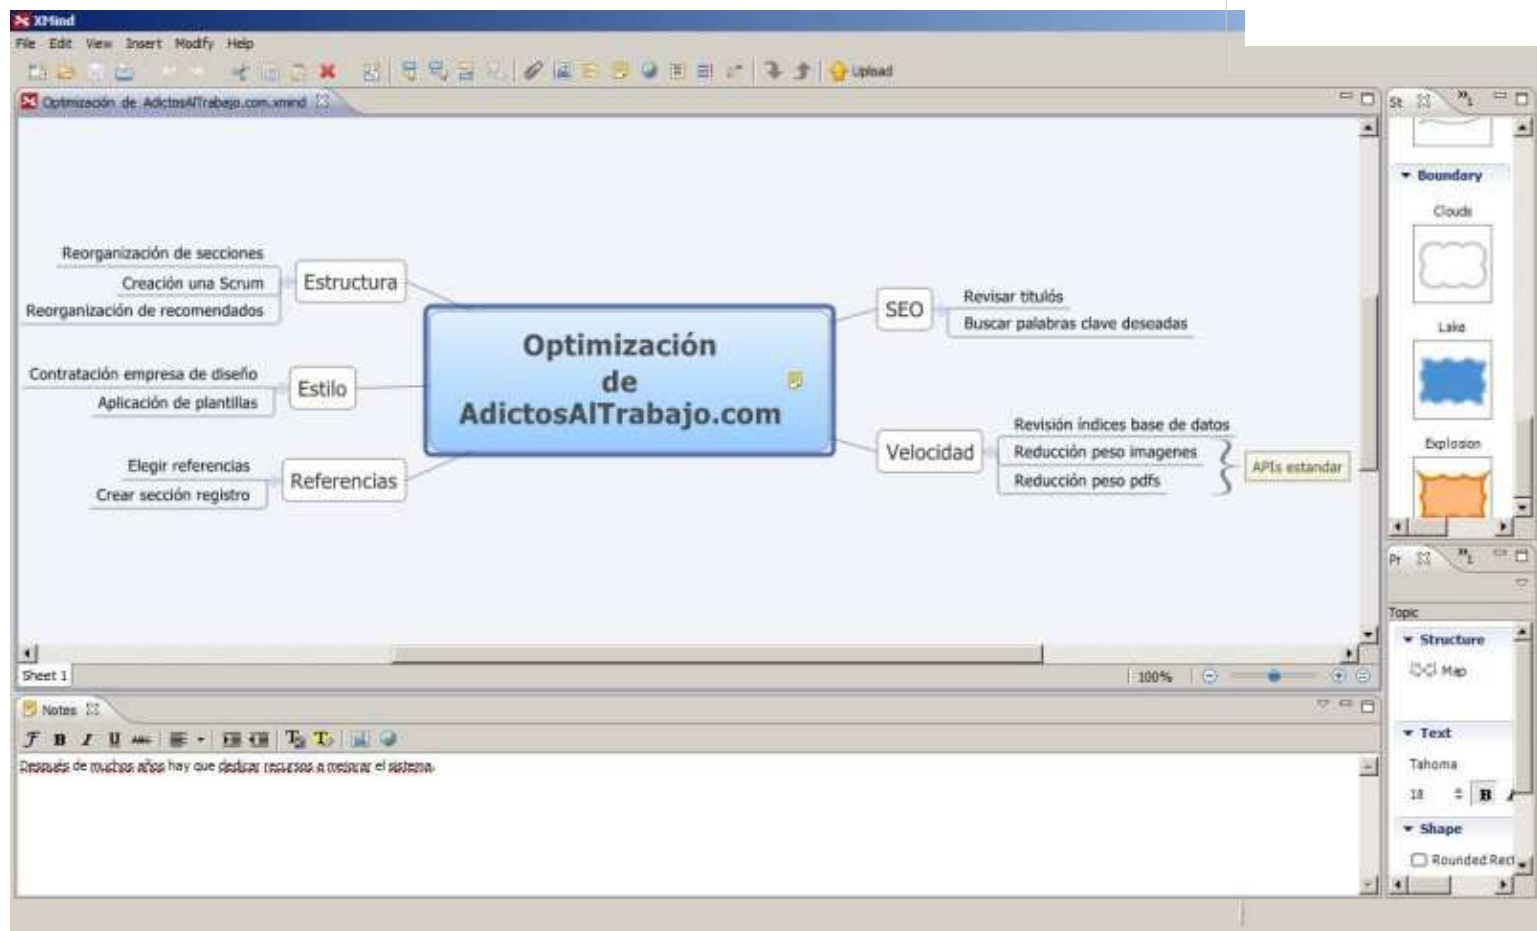 XMind
File Edit View Insert Modify Help
Upload
Optimización de AdictosAlTrabajo.com.xmind
St
Boundary
Clouds
Lake
Explosion
Reorganización de secciones
Creación una Scrum
Reorganización de recomendados
Estructura
Contratación empresa de diseño
Aplicación de plantillas
Estilo
Elegir referencias
Crear sección registro
Referencias
Optimización
de
AdictosAlTrabajo.com
SEO
Revisar titulós
Buscar palabras clave deseadas
Velocidad
Revisión índices base de datos
Reducción peso imagenes
Reducción peso pdfs
APIs estandar
Sheet 1
100%
Pr
Topic
Structure
Map
Text
Tahoma
18 B I
Shape
Rounded Rect
Notes
F B I U ABC
Después de muchos años hay que dedicar recursos a mejorar el sistema.